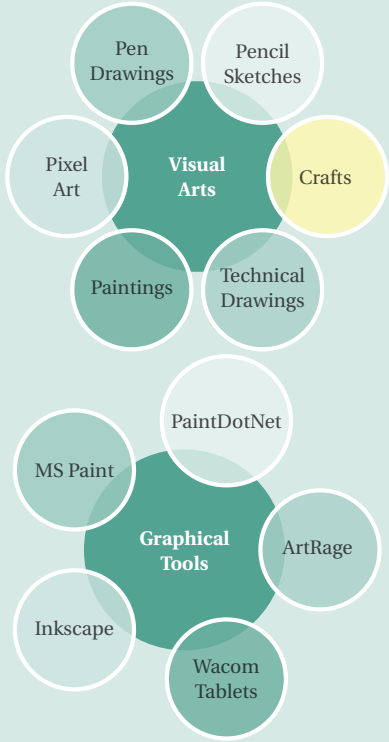 Pen
Drawings
Pencil
Sketches
Pixel
Art
Visual
Arts
Crafts
Paintings
Technical
Drawings
PaintDotNet
MS Paint
Graphical
Tools
ArtRage
Inkscape
Wacom
Tablets